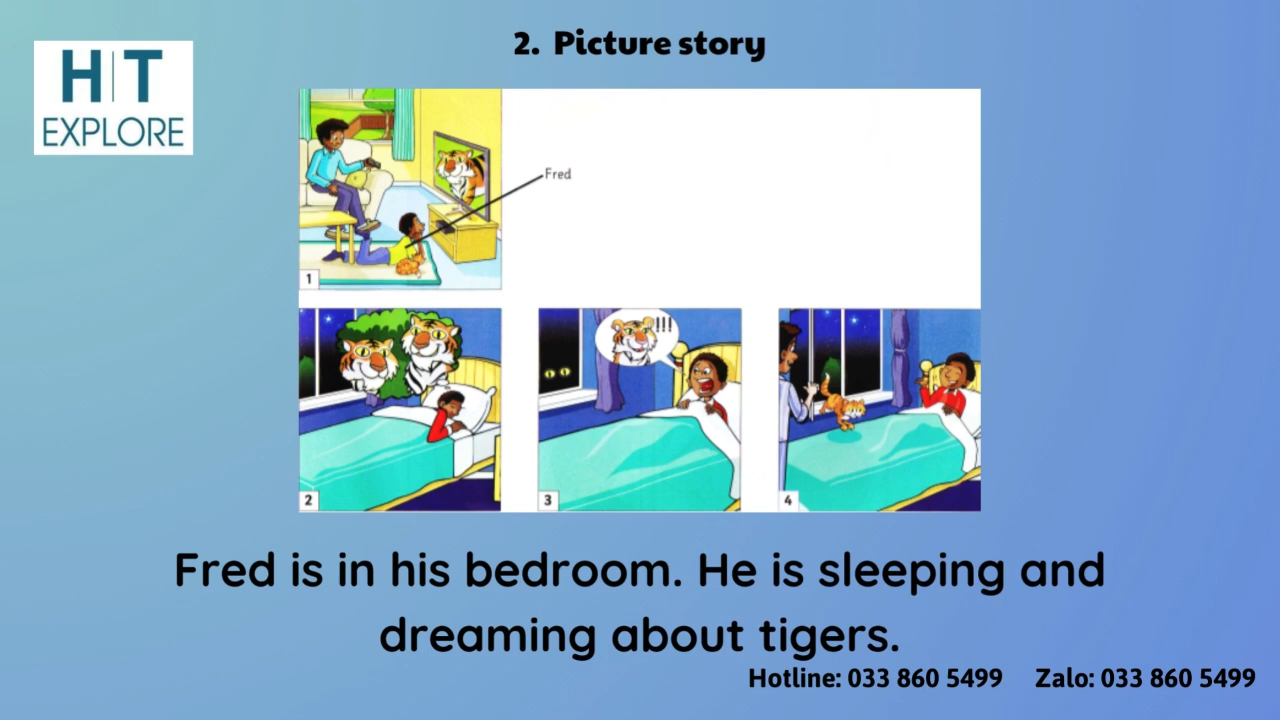 2. Picture story
H|T
EXPLORE
Fred
1
!!!
2
3
4
Fred is in his bedroom. He is sleeping and
dreaming about tigers.
Hotline: 033 860 5499 Zalo: 033 860 5499